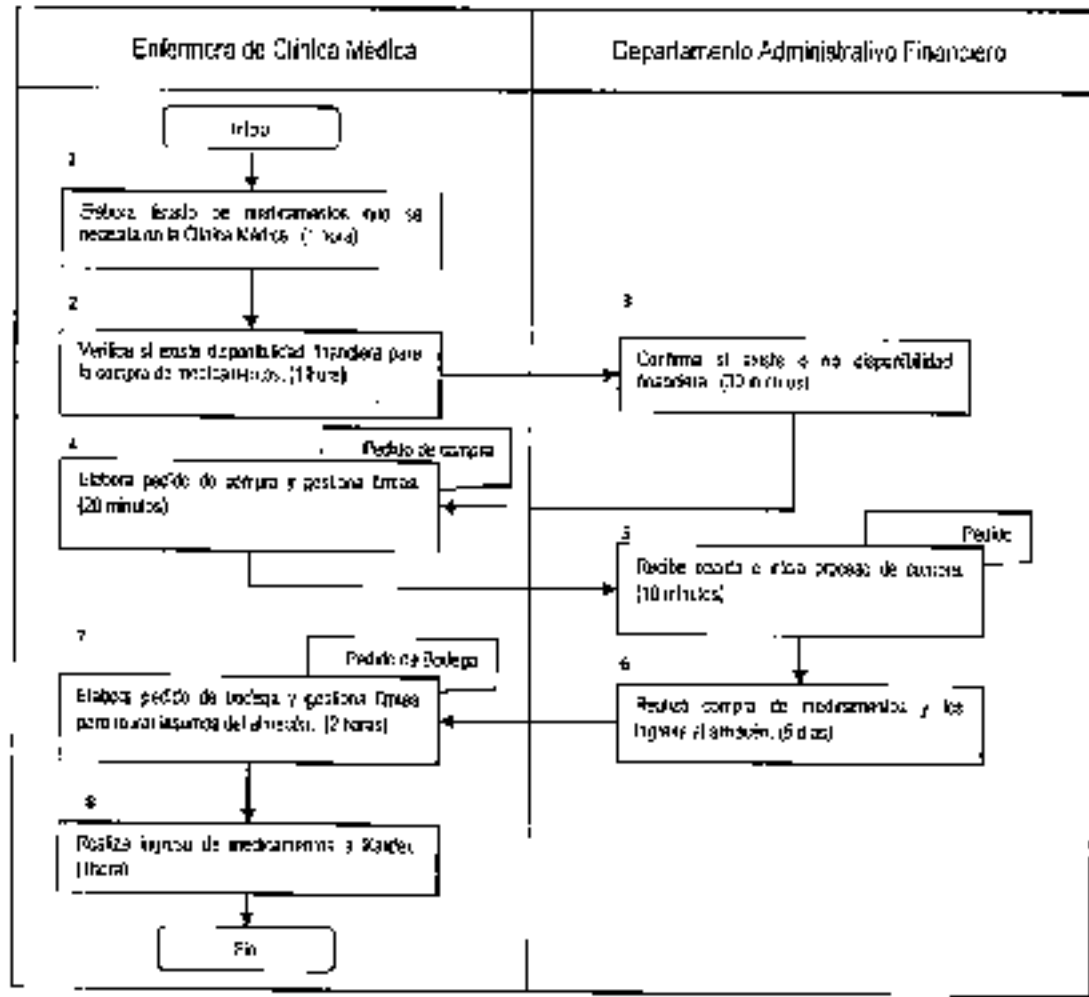 Enfermera de Clínica Médica
Departamento Administrativo Financiero
Inicio
1
Elabora listado de medicamentos que se
necesita en la Clínica Médica. (1 hora)
2
Verifica si existe disponibilidad financiera para
la compra de medicamentos. (1 hora)
3
Confirma si existe o no disponibilidad
financiera. (30 minutos)
4
Pedido de compra
Elabora pedido de compra y gestiona firmas.
(20 minutos)
5
Pedido
Recibe pedido e inicia proceso de compra.
(10 minutos)
6
Realiza compra de medicamentos y los
ingresa al almacén. (5 días)
7
Pedido de Bodega
Elabora pedido de bodega y gestiona firmas
para insumos del almacén. (2 horas)
8
Realiza ingreso de medicamentos a Kardex.
(1hora)
Fin